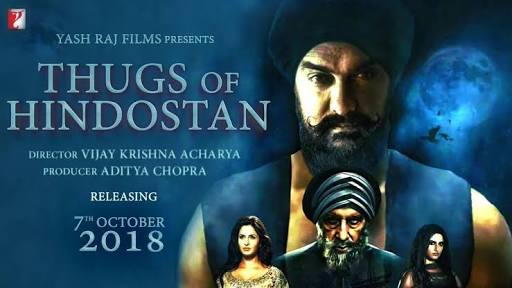 YASH RAJ FILMS PRESENTS
THUGS OF
HINDOSTAN
DIRECTOR VIJAY KRISHNA ACHARYA
PRODUCER ADITYA CHOPRA
RELEASING
7TH OCTOBER
2018